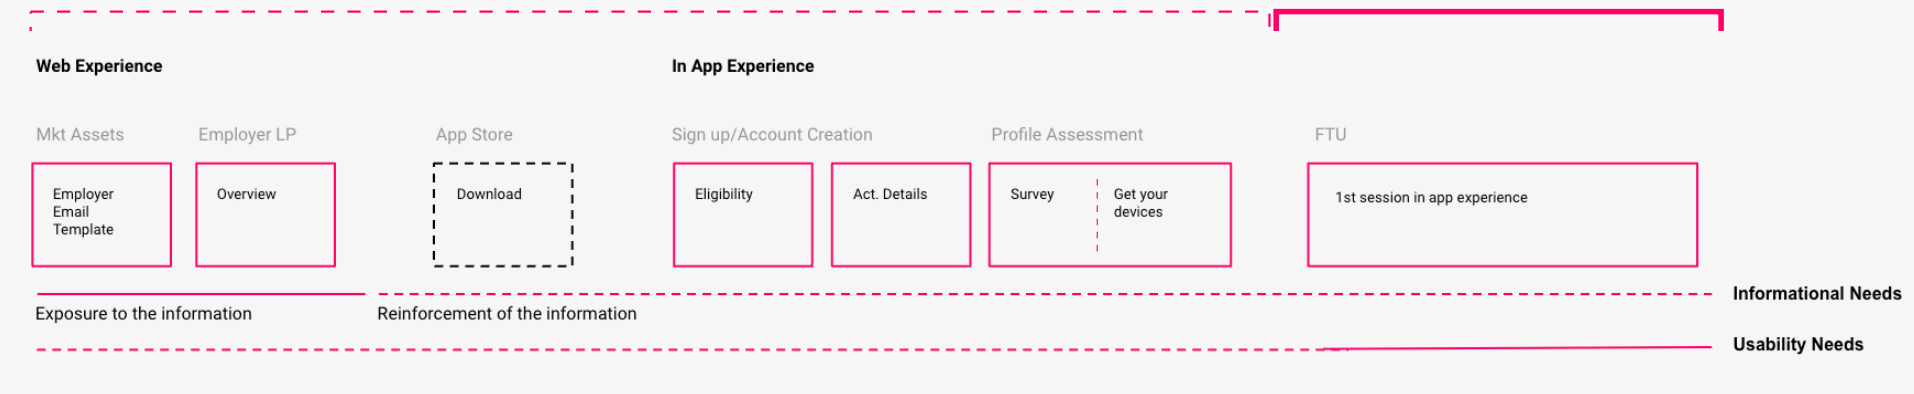 Web Experience
In App Experience
Mkt Assets
Employer LP
App Store
Sign up/Account Creation
Profile Assessment
FTU
Employer
Email
Template
Overview
Download
Eligibility
Act. Details
Survey
Get your
devices
1st session in app experience
Informational Needs
Exposure to the information
Reinforcement of the information
Usability Needs